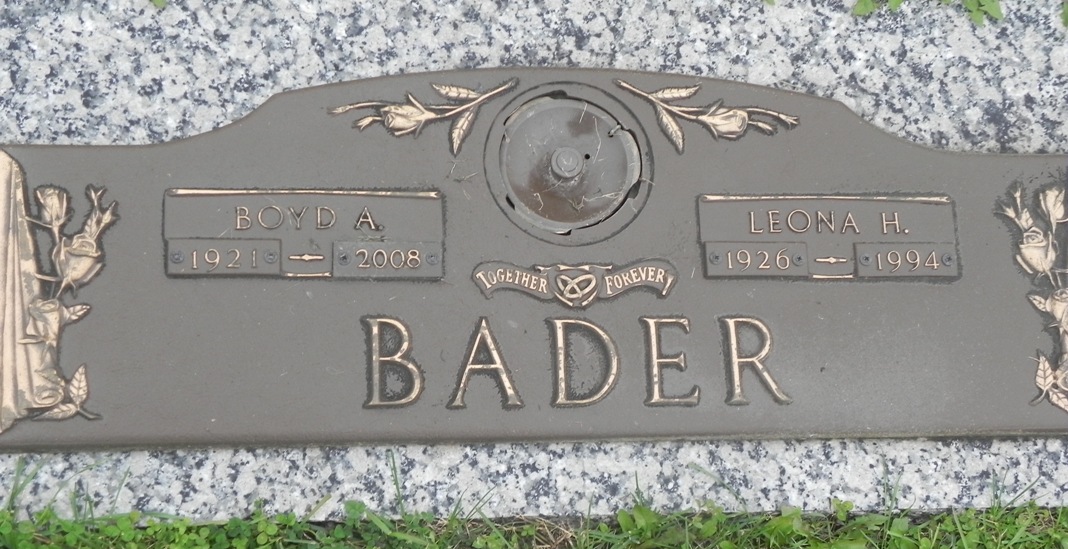 BOYD A.
1921 - 2008
LEONA H.
1926 - 1994
TOGETHER FOREVER
BADER